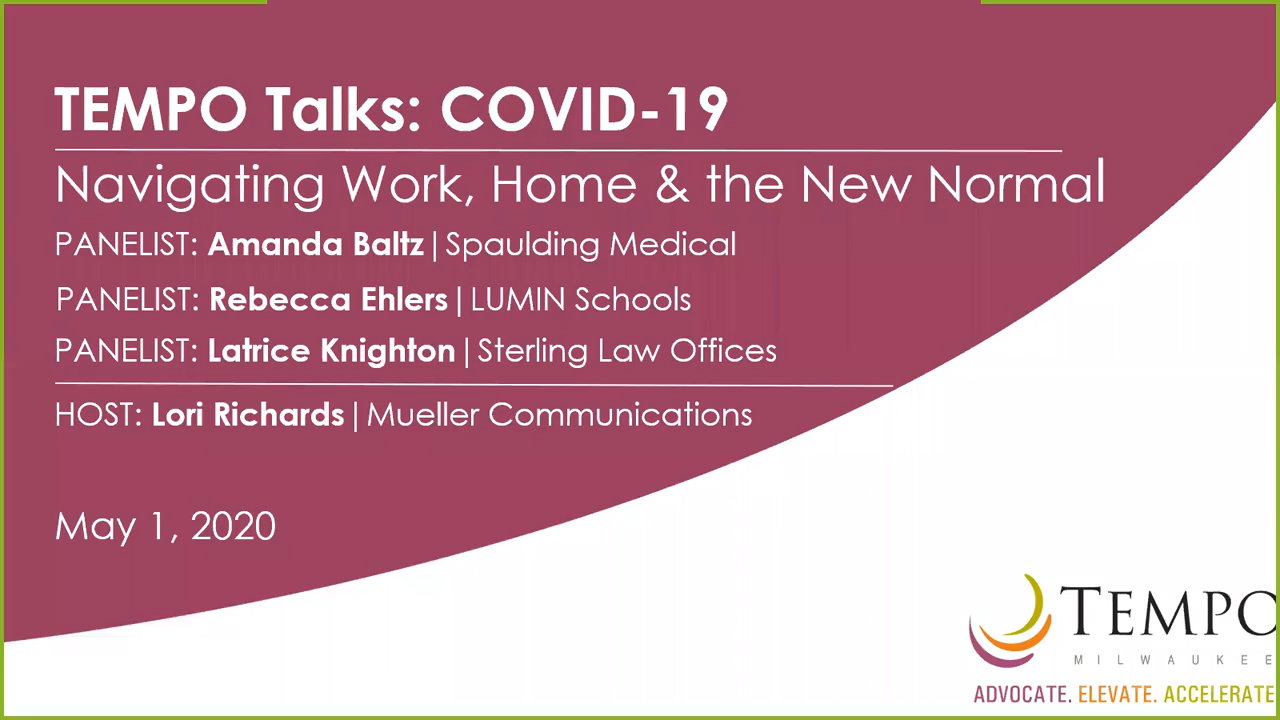 TEMPO Talks: COVID-19
Navigating Work, Home & the New Normal
PANELIST: Amanda Baltz|Spaulding Medical
PANELIST: Rebecca Ehlers|LUMIN Schools
PANELIST: Latrice Knighton|Sterling Law Offices
HOST: Lori Richards|Mueller Communications
May 1, 2020
TEMPO
MILWAUKEE
ADVOCATE. ELEVATE. ACCELERATE